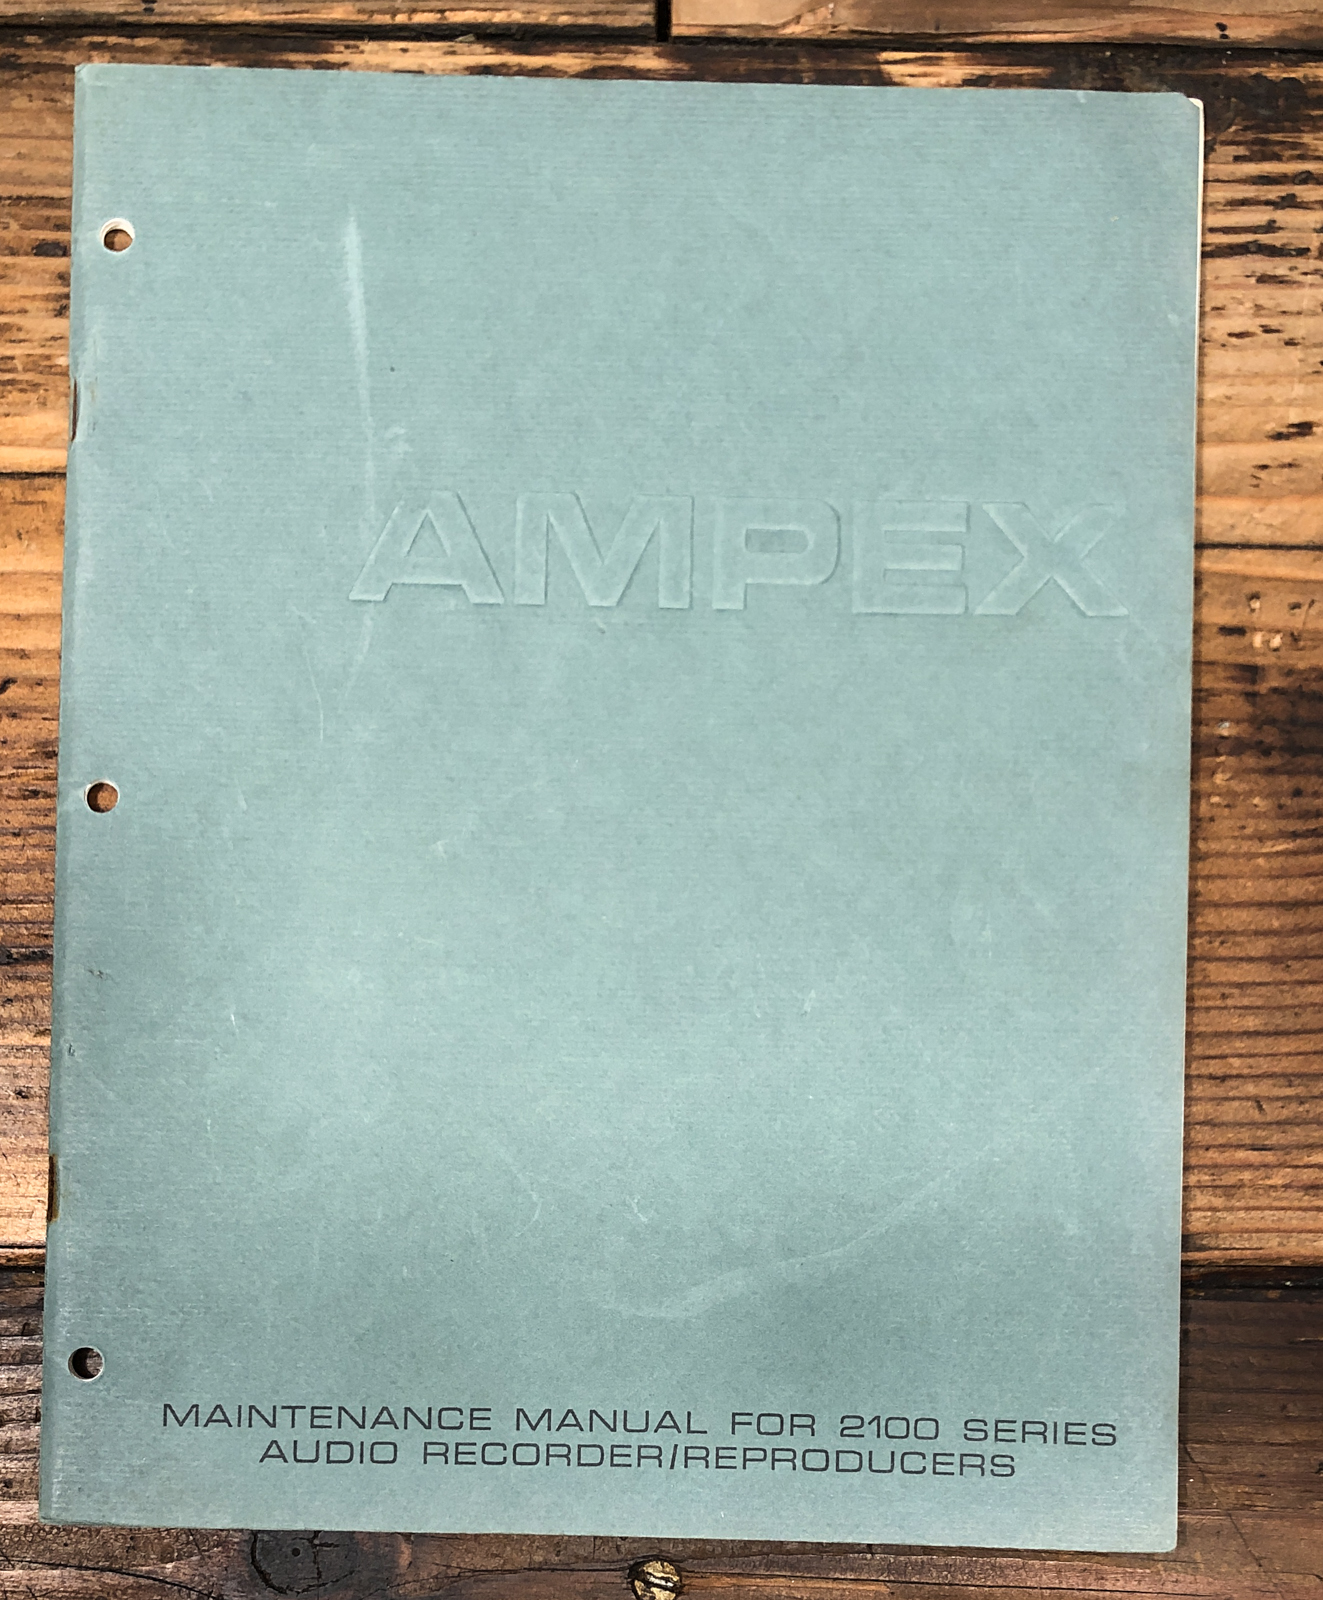 AMPEX
MAINTENANCE MANUAL FOR 2100 SERIES
AUDIO RECORDER/REPRODUCERS